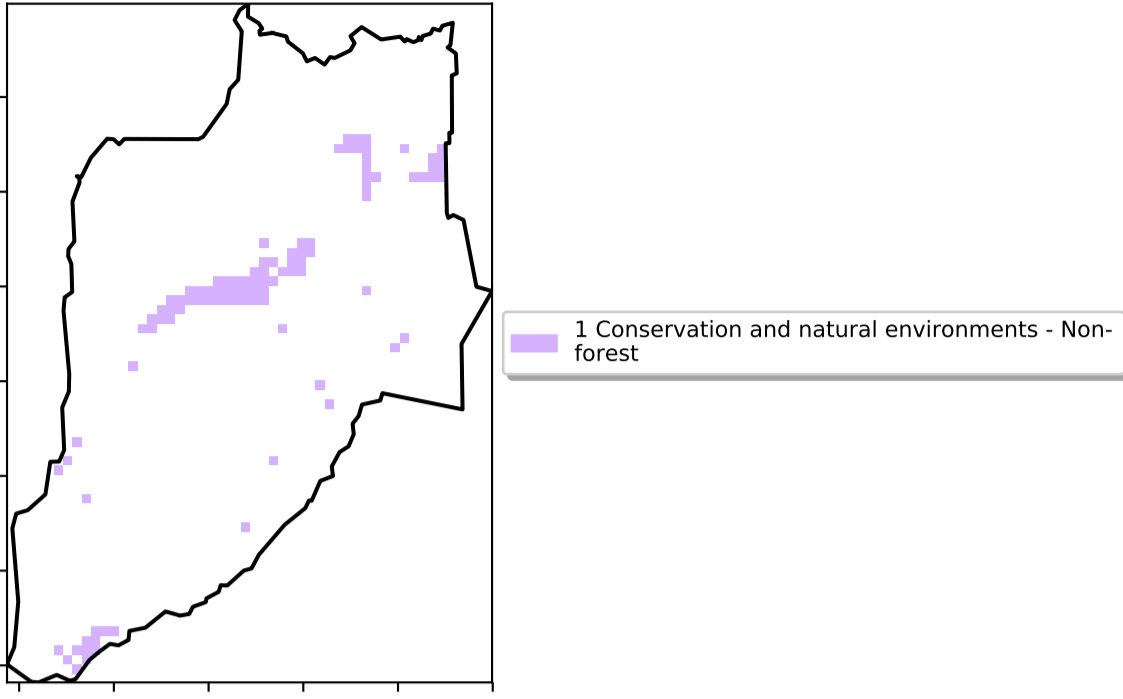 1 Conservation and natural environments - Non-
forest